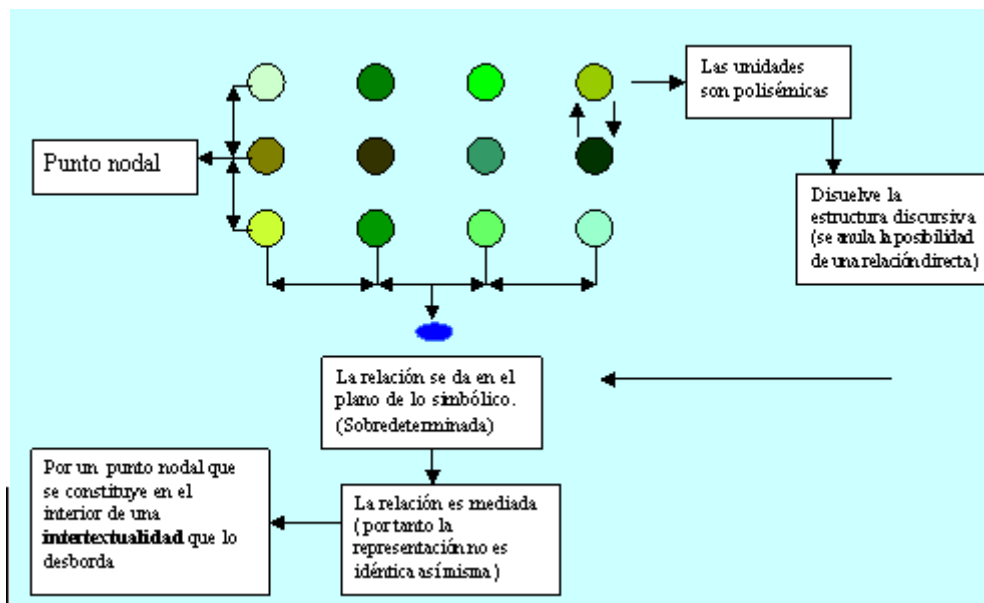 Las unidades
son polisémicas
Punto nodal
Disuelve la
estructura discursiva
(se anula la posibilidad
de una relación directa)
La relación se da en el
plano de lo simbólico.
(Sobredeterminada)
Por un punto nodal que
se constituye en el
interior de una
intertextualidad que lo
desborda
La relación es mediada
(por tanto la
representación no es
idéntica así misma)